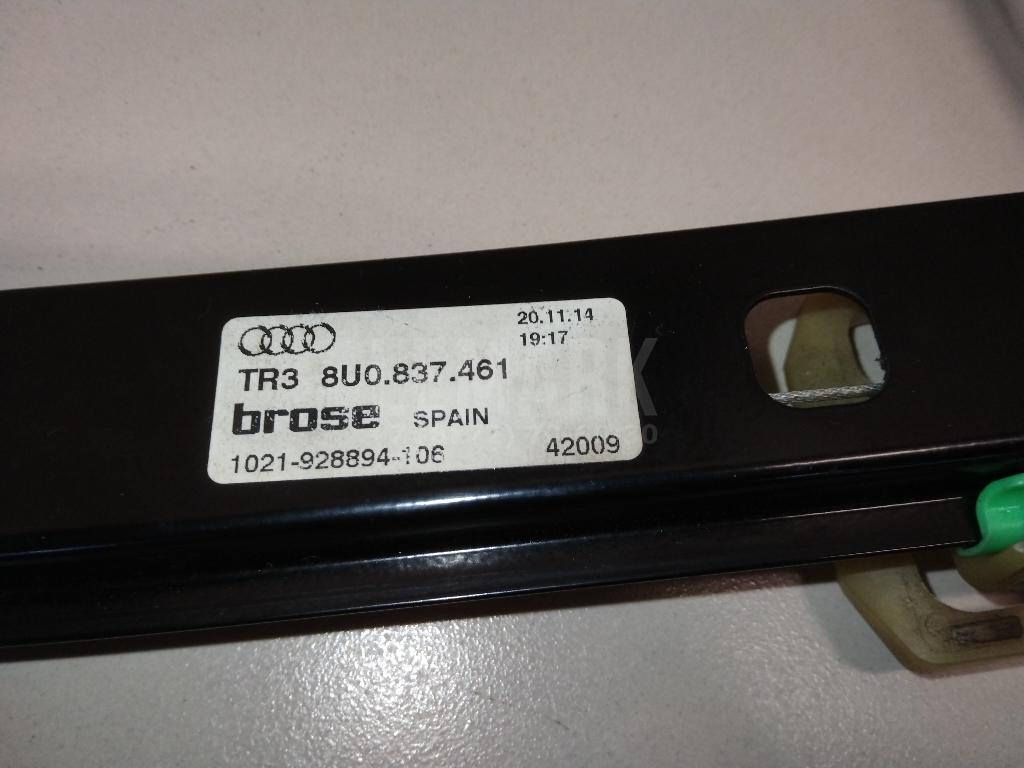 20.11.14
19:17
TR3 8U0.837.461
brose SPAIN
1021-928894-106 42009